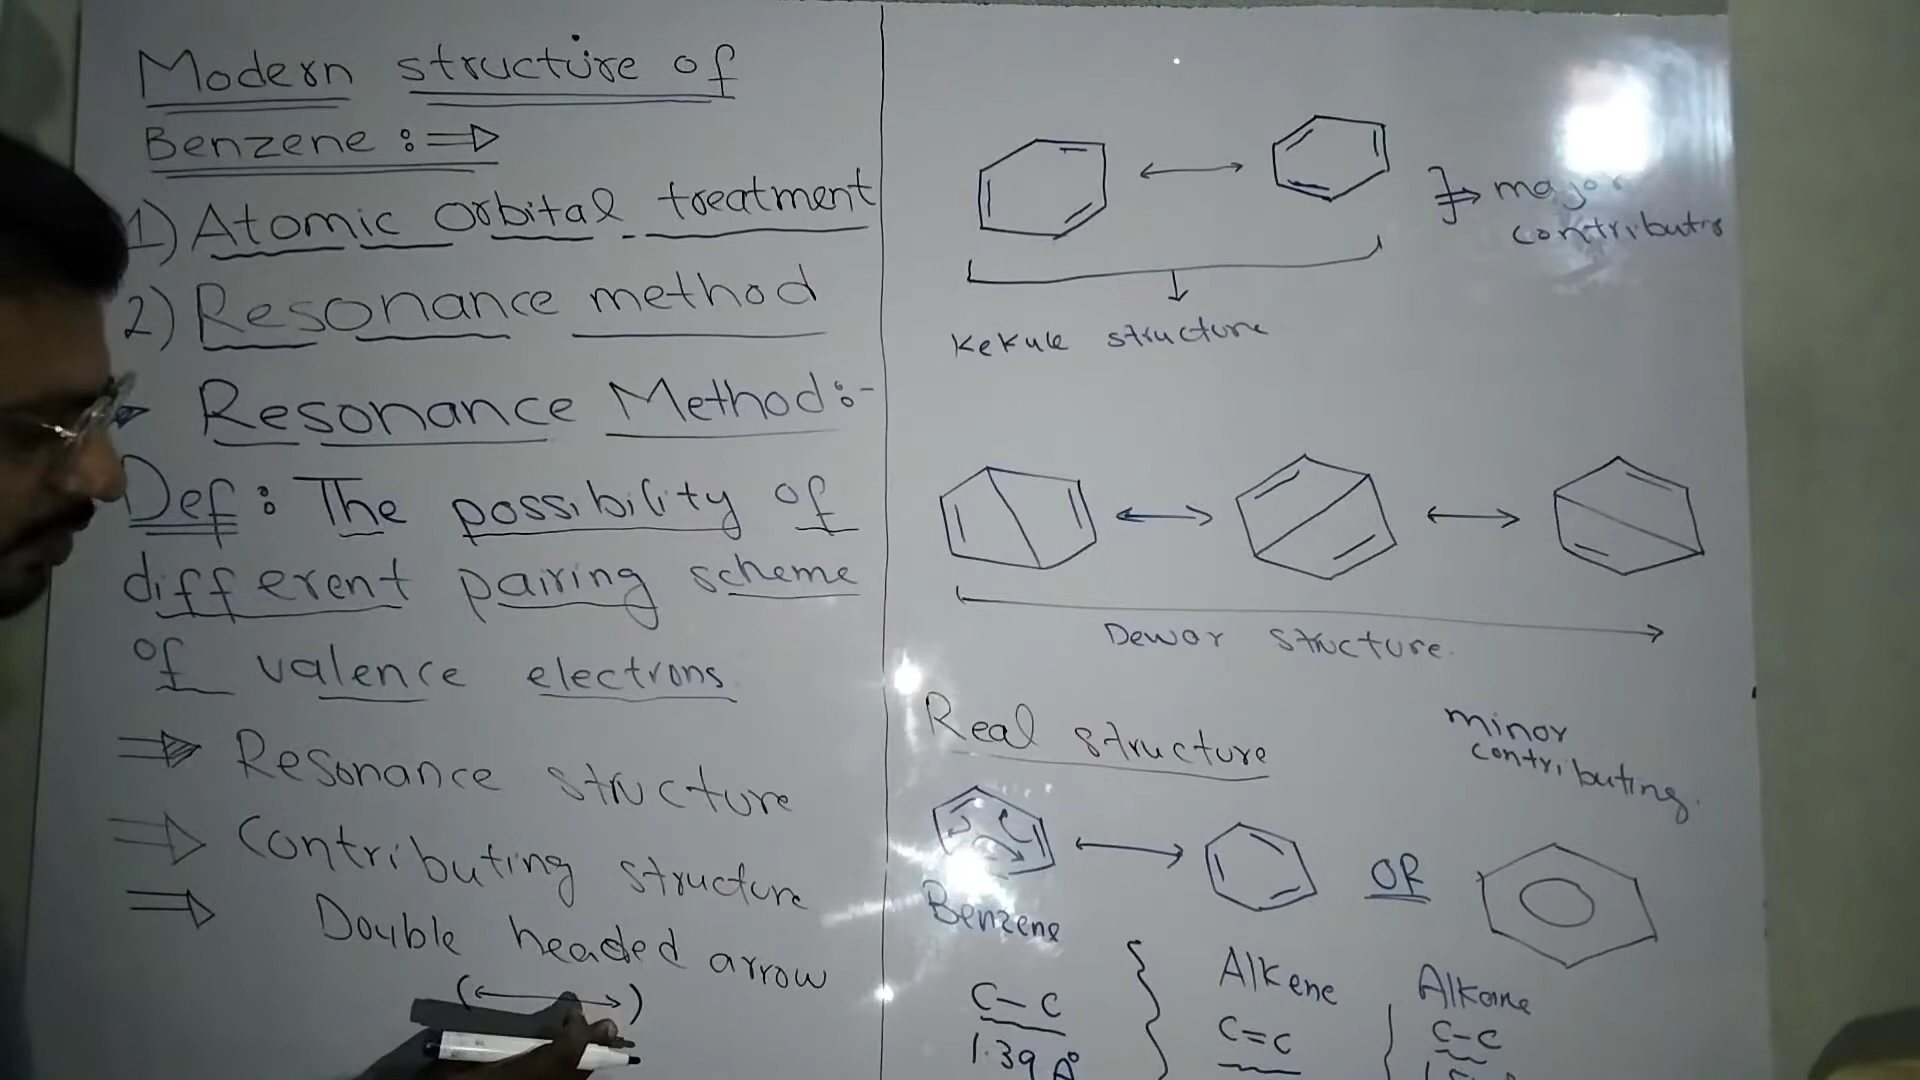 Modern structure of
Benzene :⇒
1) Atomic orbital treatment
2) Resonance method
Resonance Method :-
Def : The possibility of
different pairing scheme
of valence electrons
⇒ Resonance structure
⇒ Contributing structure
⇒ Double headed arrow
(↔)
⇒ major
contributio
Kekule structure
Dewar structure.
Real structure
minor
contributing.
OR
Benzene
C-C
1.39 A°
Alkene
C=C
Alkane
C-C